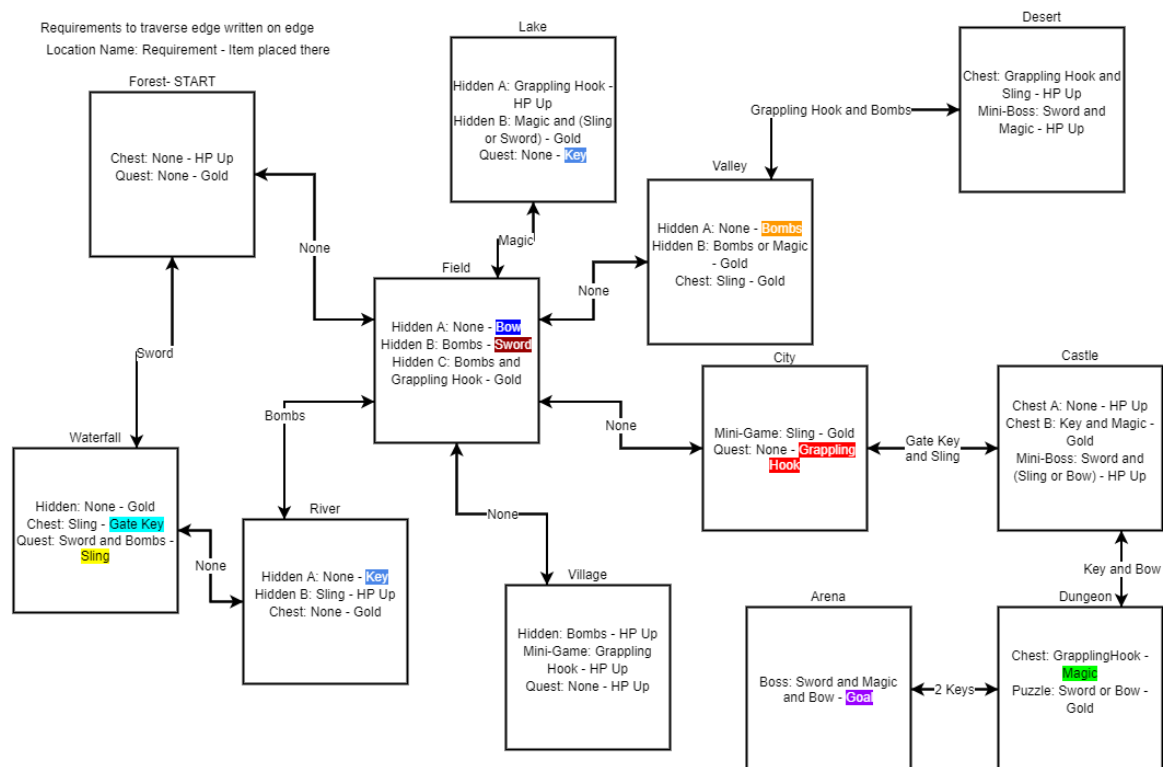 Requirements to traverse edge written on edge
Location Name: Requirement - Item placed there
Forest- START
Chest: None - HP Up
Quest: None - Gold
Lake
Hidden A: Grappling Hook -
HP Up
Hidden B: Magic and (Sling
or Sword) - Gold
Quest: None - Key
Desert
Chest: Grappling Hook and
Sling - HP Up
Mini-Boss: Sword and
Magic - HP Up
Grappling Hook and Bombs
Valley
Hidden A: None - Bombs
Hidden B: Bombs or Magic
- Gold
Chest: Sling - Gold
None
Magic
None
Field
Hidden A: None - Bow
Hidden B: Bombs - Sword
Hidden C: Bombs and
Grappling Hook - Gold
Sword
Bombs
None
City
Mini-Game: Sling - Gold
Quest: None - Grappling
Hook
Gate Key
and Sling
Castle
Chest A: None - HP Up
Chest B: Key and Magic -
Gold
Mini-Boss: Sword and
(Sling or Bow) - HP Up
Waterfall
Hidden: None - Gold
Chest: Sling - Gate Key
Quest: Sword and Bombs -
Sling
None
River
Hidden A: None - Key
Hidden B: Sling - HP Up
Chest: None - Gold
None
Village
Hidden: Bombs - HP Up
Mini-Game: Grappling
Hook - HP Up
Quest: None - HP Up
Key and Bow
Arena
Boss: Sword and Magic
and Bow - Goal
2 Keys
Dungeon
Chest: GrapplingHook -
Magic
Puzzle: Sword or Bow -
Gold